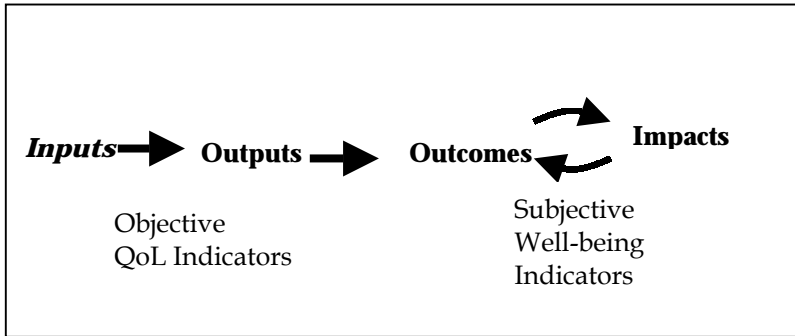 Inputs Outputs Outcomes Impacts
Objective
QoL Indicators
Subjective
Well-being
Indicators